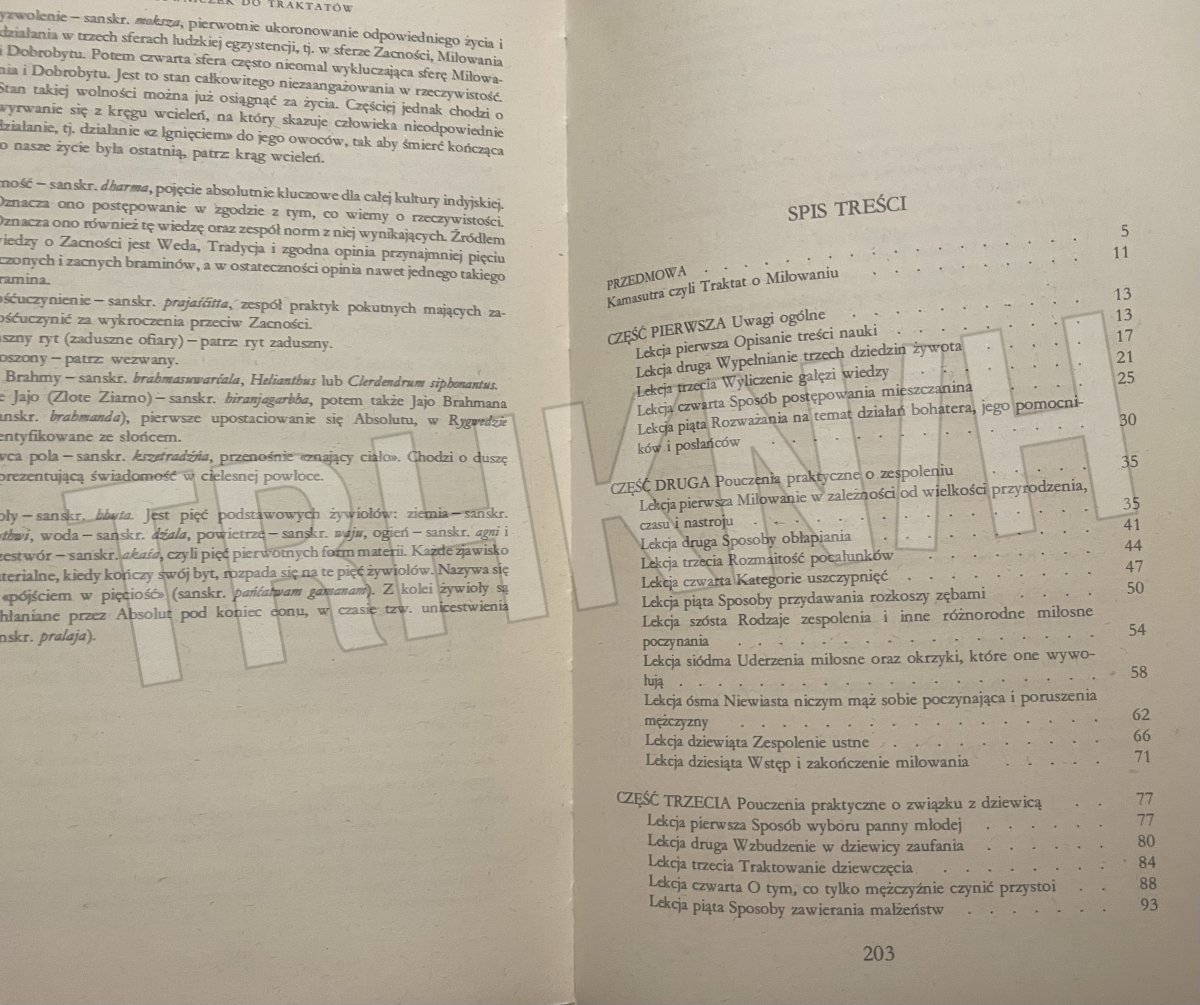 DO TRAKTATÓW
yzwolenie – sanskr. moksza, pierwotnie ukoronowanie odpowiedniego życia i
działania w trzech sferach ludzkiej egzystencji, tj. w sferze Zacności, Miłowania
i Dobrobytu. Potem czwarta sfera często nieomal wykluczająca sferę Miłowa-
nia i Dobrobytu. Jest to stan całkowitego niezaangażowania w rzeczywistość.
Stan takiej wolności można już osiągnąć za życia. Częściej jednak chodzi o
wyrwanie się z kręgu wcieleń, na który skazuje człowieka nieodpowiednie
działanie, tj. działanie «z lgnięciem» do jego owoców, tak aby śmierć kończąca
o nasze życie była ostatnią, patrz: krąg wcieleń.
ność – sanskr. dharma, pojęcie absolutnie kluczowe dla całej kultury indyjskiej.
Oznacza ono postępowanie w zgodzie z tym, co wiemy o rzeczywistości.
Oznacza ono również tę wiedzę oraz zespół norm z niej wynikających. Źródłem
wiedzy o Zacności jest Weda, Tradycja i zgodna opinia przynajmniej pięciu
czonych i zacnych braminów, a w ostateczności opinia nawet jednego takiego
ramina.
ośćuczynienie – sanskr. prajaśćitta, zespół praktyk pokutnych mających za-
ośćuczynić za wykroczenia przeciw Zacności.
uszny ryt (zaduszne ofiary) – patrz: ryt zaduszny.
oszony – patrz: wezwany.
Brahmy – sanskr. brahmasuwarćala, Helianthus lub Clerdendrum siphonantus.
e Jajo (Złote Ziarno) – sanskr. hiranjagarbha, potem także Jajo Brahmana
anskr. brahmanda), pierwsze upostaciowanie się Absolutu, w Rygwedzie
entyfikowane ze słońcem.
wca pola – sanskr. kszetradżńa, przenośnie «znający ciało». Chodzi o duszę
prezentującą świadomość w cielesnej powłoce.
oły – sanskr. bhuta. Jest pięć podstawowych żywiołów: ziemia – sanskr.
ythwi, woda – sanskr. dżala, powietrze – sanskr. waju, ogień – sanskr. agni i
zestwór – sanskr. akaśa, czyli pięć pierwotnych form materii. Każde zjawisko
aterialne, kiedy kończy swój byt, rozpada się na te pięć żywiołów. Nazywa się
«pójściem w pięciość» (sanskr. pańćatwam gamanam). Z kolei żywioły są
hłaniane przez Absolut pod koniec eonu, w czasie tzw. unicestwienia
nskr. pralaja).
SPIS TREŚCI
PRZEDMOWA . . . . . . . . . . . . . . . 5
Kamasutra czyli Traktat o Miłowaniu . . . . . . . . . 11
CZĘŚĆ PIERWSZA Uwagi ogólne . . . . . . . . 13
Lekcja pierwsza Opisanie treści nauki . . . . . . . 13
Lekcja druga Wypełnianie trzech dziedzin żywota . . . . 17
Lekcja trzecia Wyliczenie gałęzi wiedzy . . . . . . 21
Lekcja czwarta Sposób postępowania mieszczanina . . . . 25
Lekcja piąta Rozważania na temat działań bohatera, jego pomocni-
ków i posłańców . . . . . . . . . . . . 30
CZĘŚĆ DRUGA Pouczenia praktyczne o zespoleniu . . . . 35
Lekcja pierwsza Miłowanie w zależności od wielkości przyrodzenia,
czasu i nastroju . . . . . . . . . . . . 35
Lekcja druga Sposoby obłapiania . . . . . . . . 41
Lekcja trzecia Rozmaitość pocałunków . . . . . . . 44
Lekcja czwarta Kategorie uszczypnięć . . . . . . . 47
Lekcja piąta Sposoby przydawania rozkoszy zębami . . . . 50
Lekcja szósta Rodzaje zespolenia i inne różnorodne miłosne
poczynania . . . . . . . . . . . . . 54
Lekcja siódma Uderzenia miłosne oraz okrzyki, które one wywo-
łują . . . . . . . . . . . . . . . 58
Lekcja ósma Niewiasta niczym mąż sobie poczynająca i poruszenia
mężczyzny . . . . . . . . . . . . . 62
Lekcja dziewiąta Zespolenie ustne . . . . . . . . 66
Lekcja dziesiąta Wstęp i zakończenie miłowania . . . . . 71
CZĘŚĆ TRZECIA Pouczenia praktyczne o związku z dziewicą . . 77
Lekcja pierwsza Sposób wyboru panny młodej . . . . . 77
Lekcja druga Wzbudzenie w dziewicy zaufania . . . . . 80
Lekcja trzecia Traktowanie dziewczęcia . . . . . . 84
Lekcja czwarta O tym, co tylko mężczyźnie czynić przystoi . . 88
Lekcja piąta Sposoby zawierania małżeństw . . . . . . 93
203
TRHKN/H